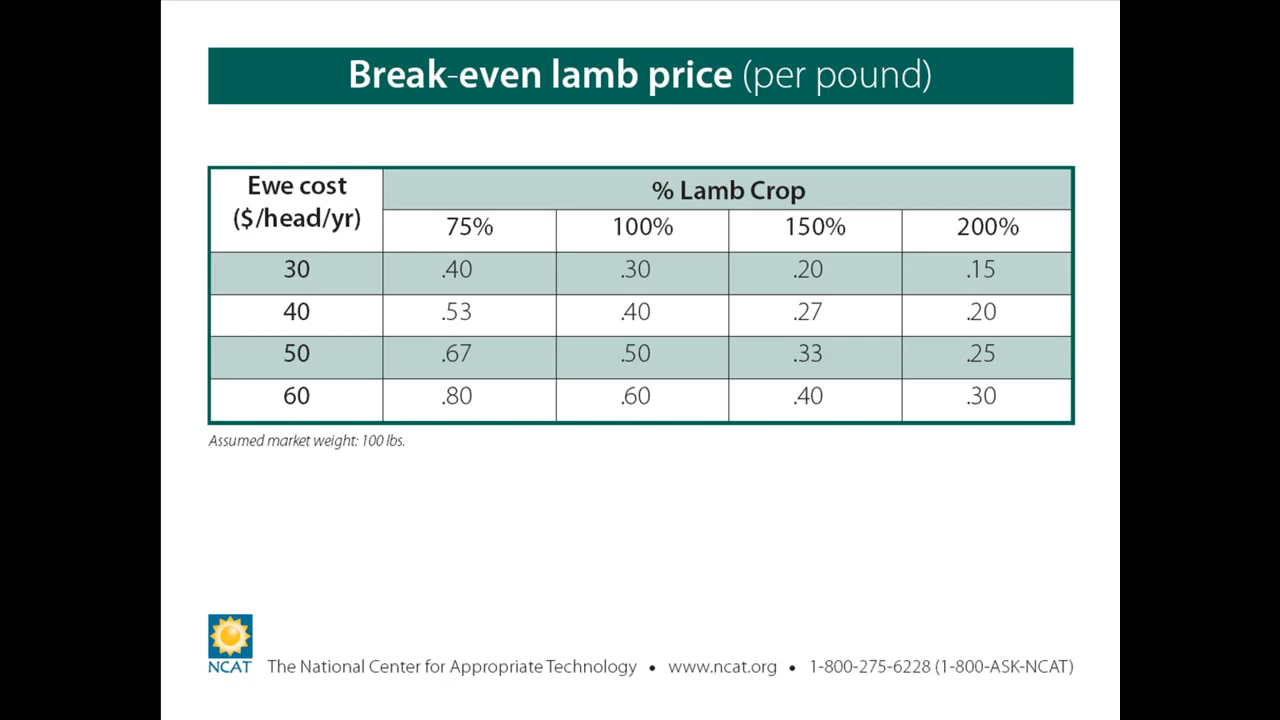 Break-even lamb price (per pound)
Ewe cost
($/head/yr)
% Lamb Crop
75% 100% 150% 200%
30 .40 .30 .20 .15
40 .53 .40 .27 .20
50 .67 .50 .33 .25
60 .80 .60 .40 .30
Assumed market weight: 100 lbs.
NCAT The National Center for Appropriate Technology • www.ncat.org • 1-800-275-6228 (1-800-ASK-NCAT)